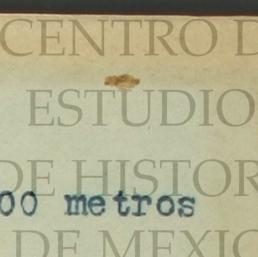 CENTRO D
ESTUDIO
DE HISTOR
00 metros
DE MEXIC